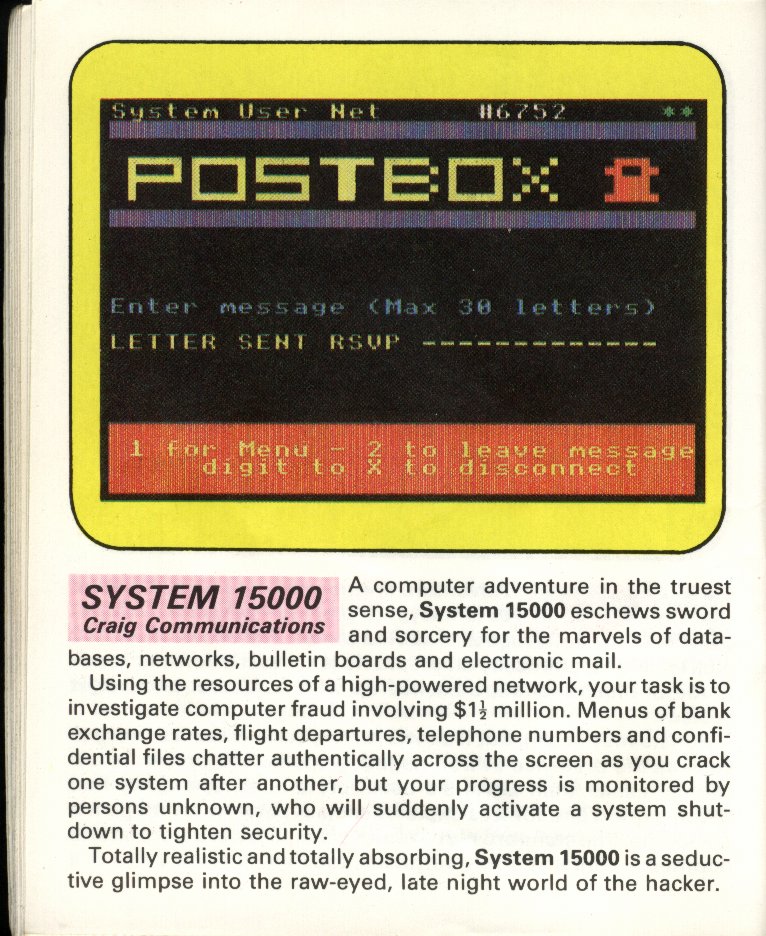 System User Net #6752 **
POSTBOX
Enter message (Max 30 letters)
LETTER SENT RSVP -------------
1 for Menu - 2 to leave message
digit to X to disconnect
SYSTEM 15000
Craig Communications
A computer adventure in the truest
sense, System 15000 eschews sword
and sorcery for the marvels of data-
bases, networks, bulletin boards and electronic mail.
Using the resources of a high-powered network, your task is to
investigate computer fraud involving $1½ million. Menus of bank
exchange rates, flight departures, telephone numbers and confi-
dential files chatter authentically across the screen as you crack
one system after another, but your progress is monitored by
persons unknown, who will suddenly activate a system shut-
down to tighten security.
Totally realistic and totally absorbing, System 15000 is a seduc-
tive glimpse into the raw-eyed, late night world of the hacker.